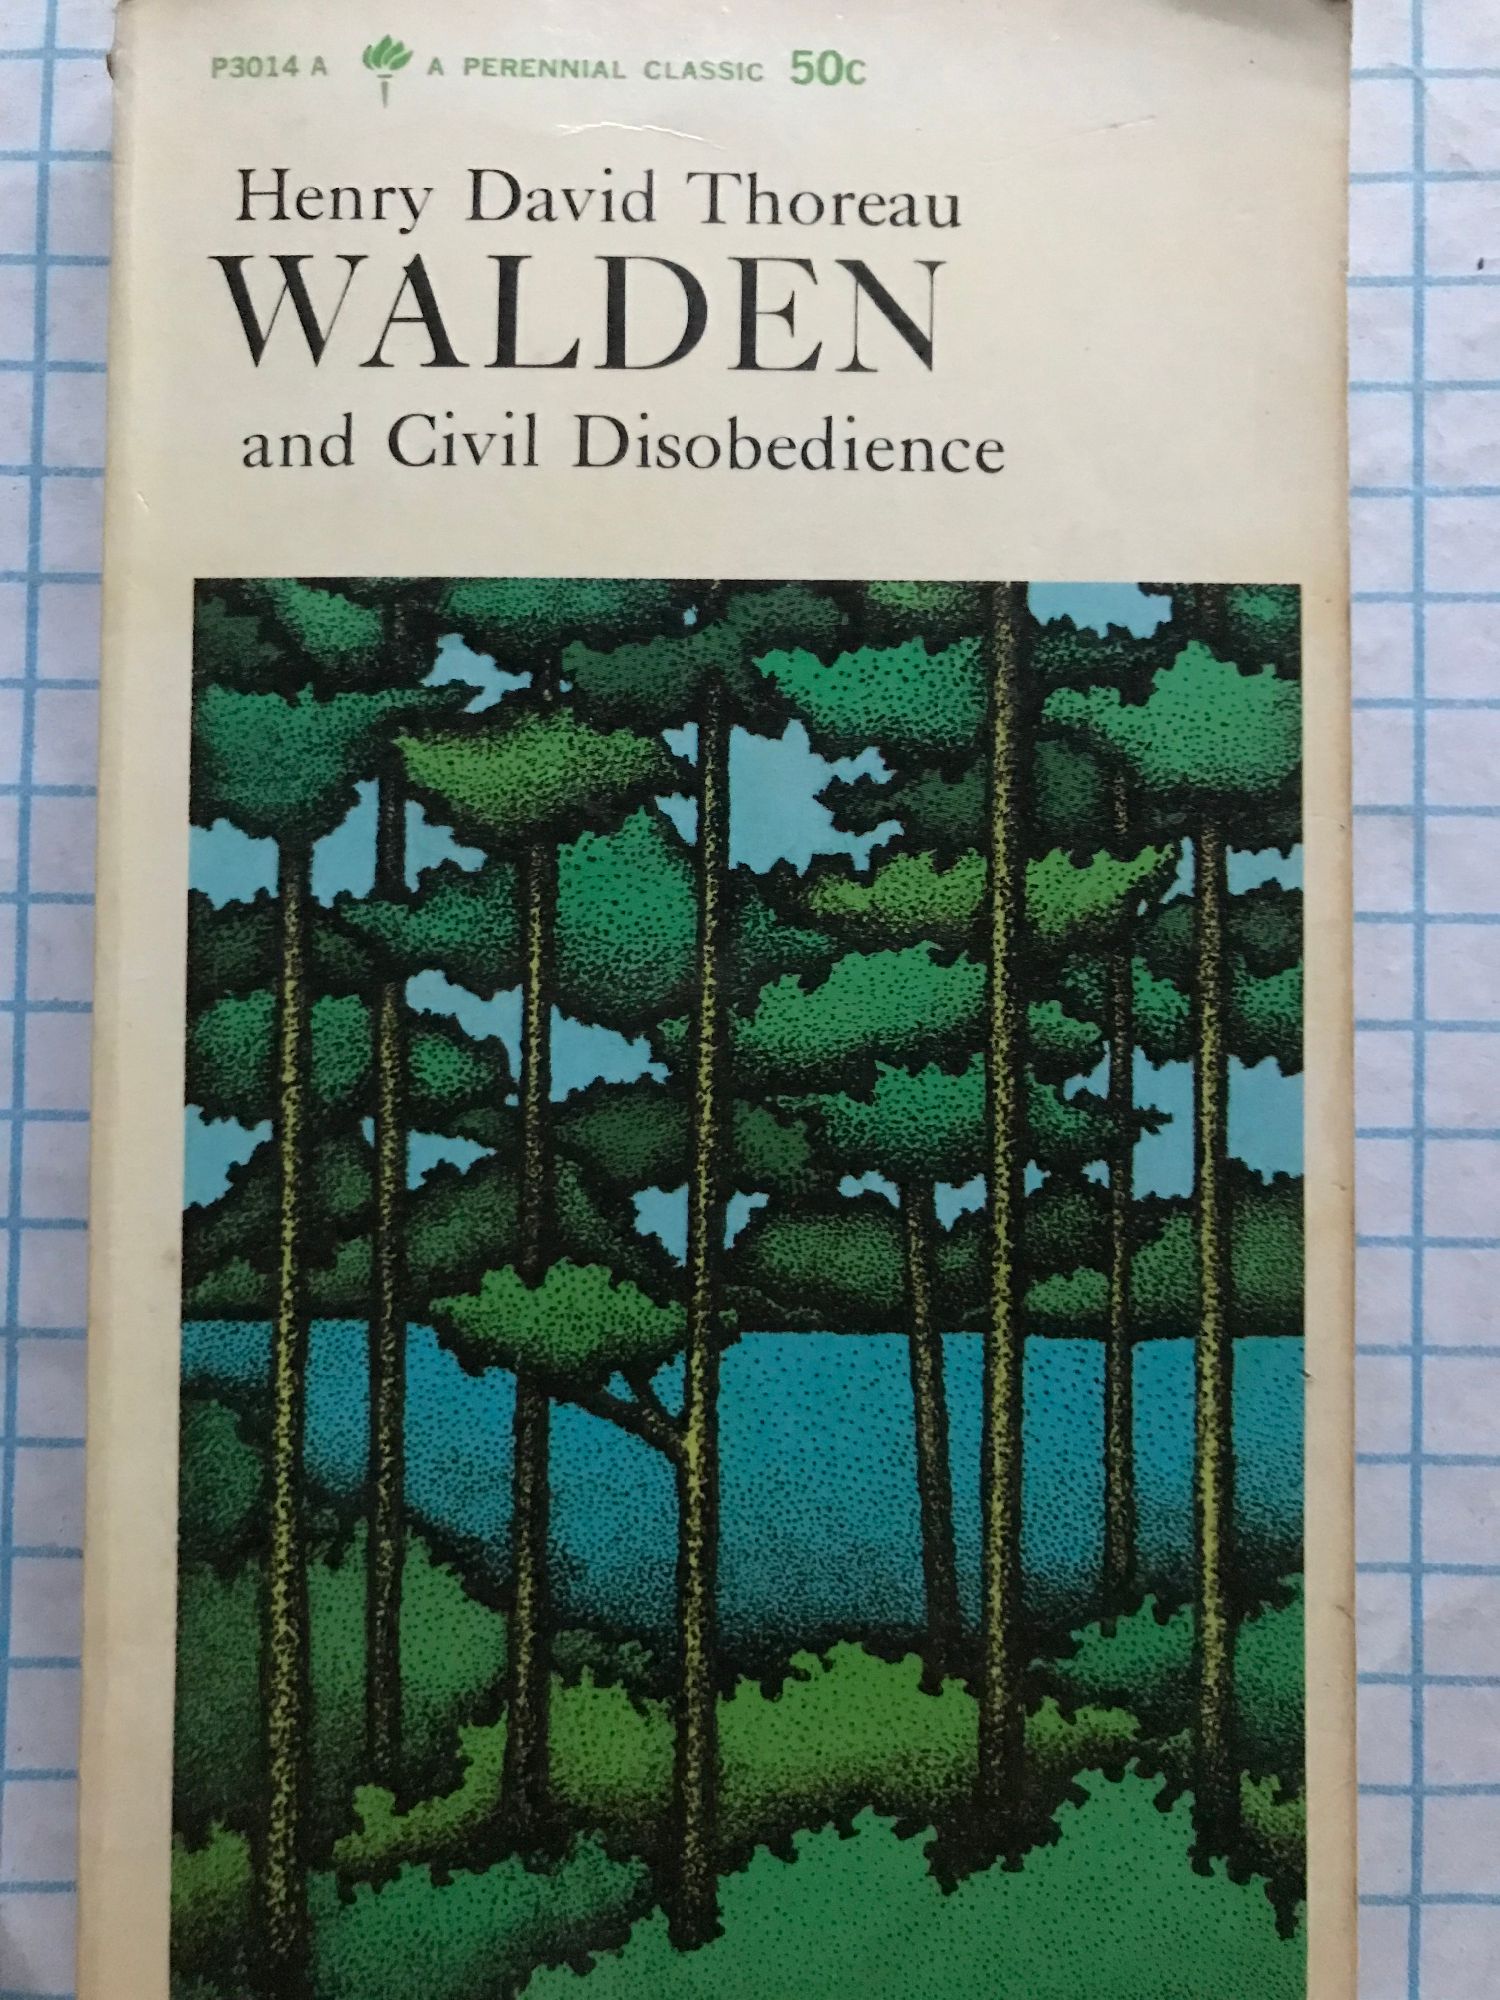 P3014 A A PERENNIAL CLASSIC 50c
Henry David Thoreau
WALDEN
and Civil Disobedience